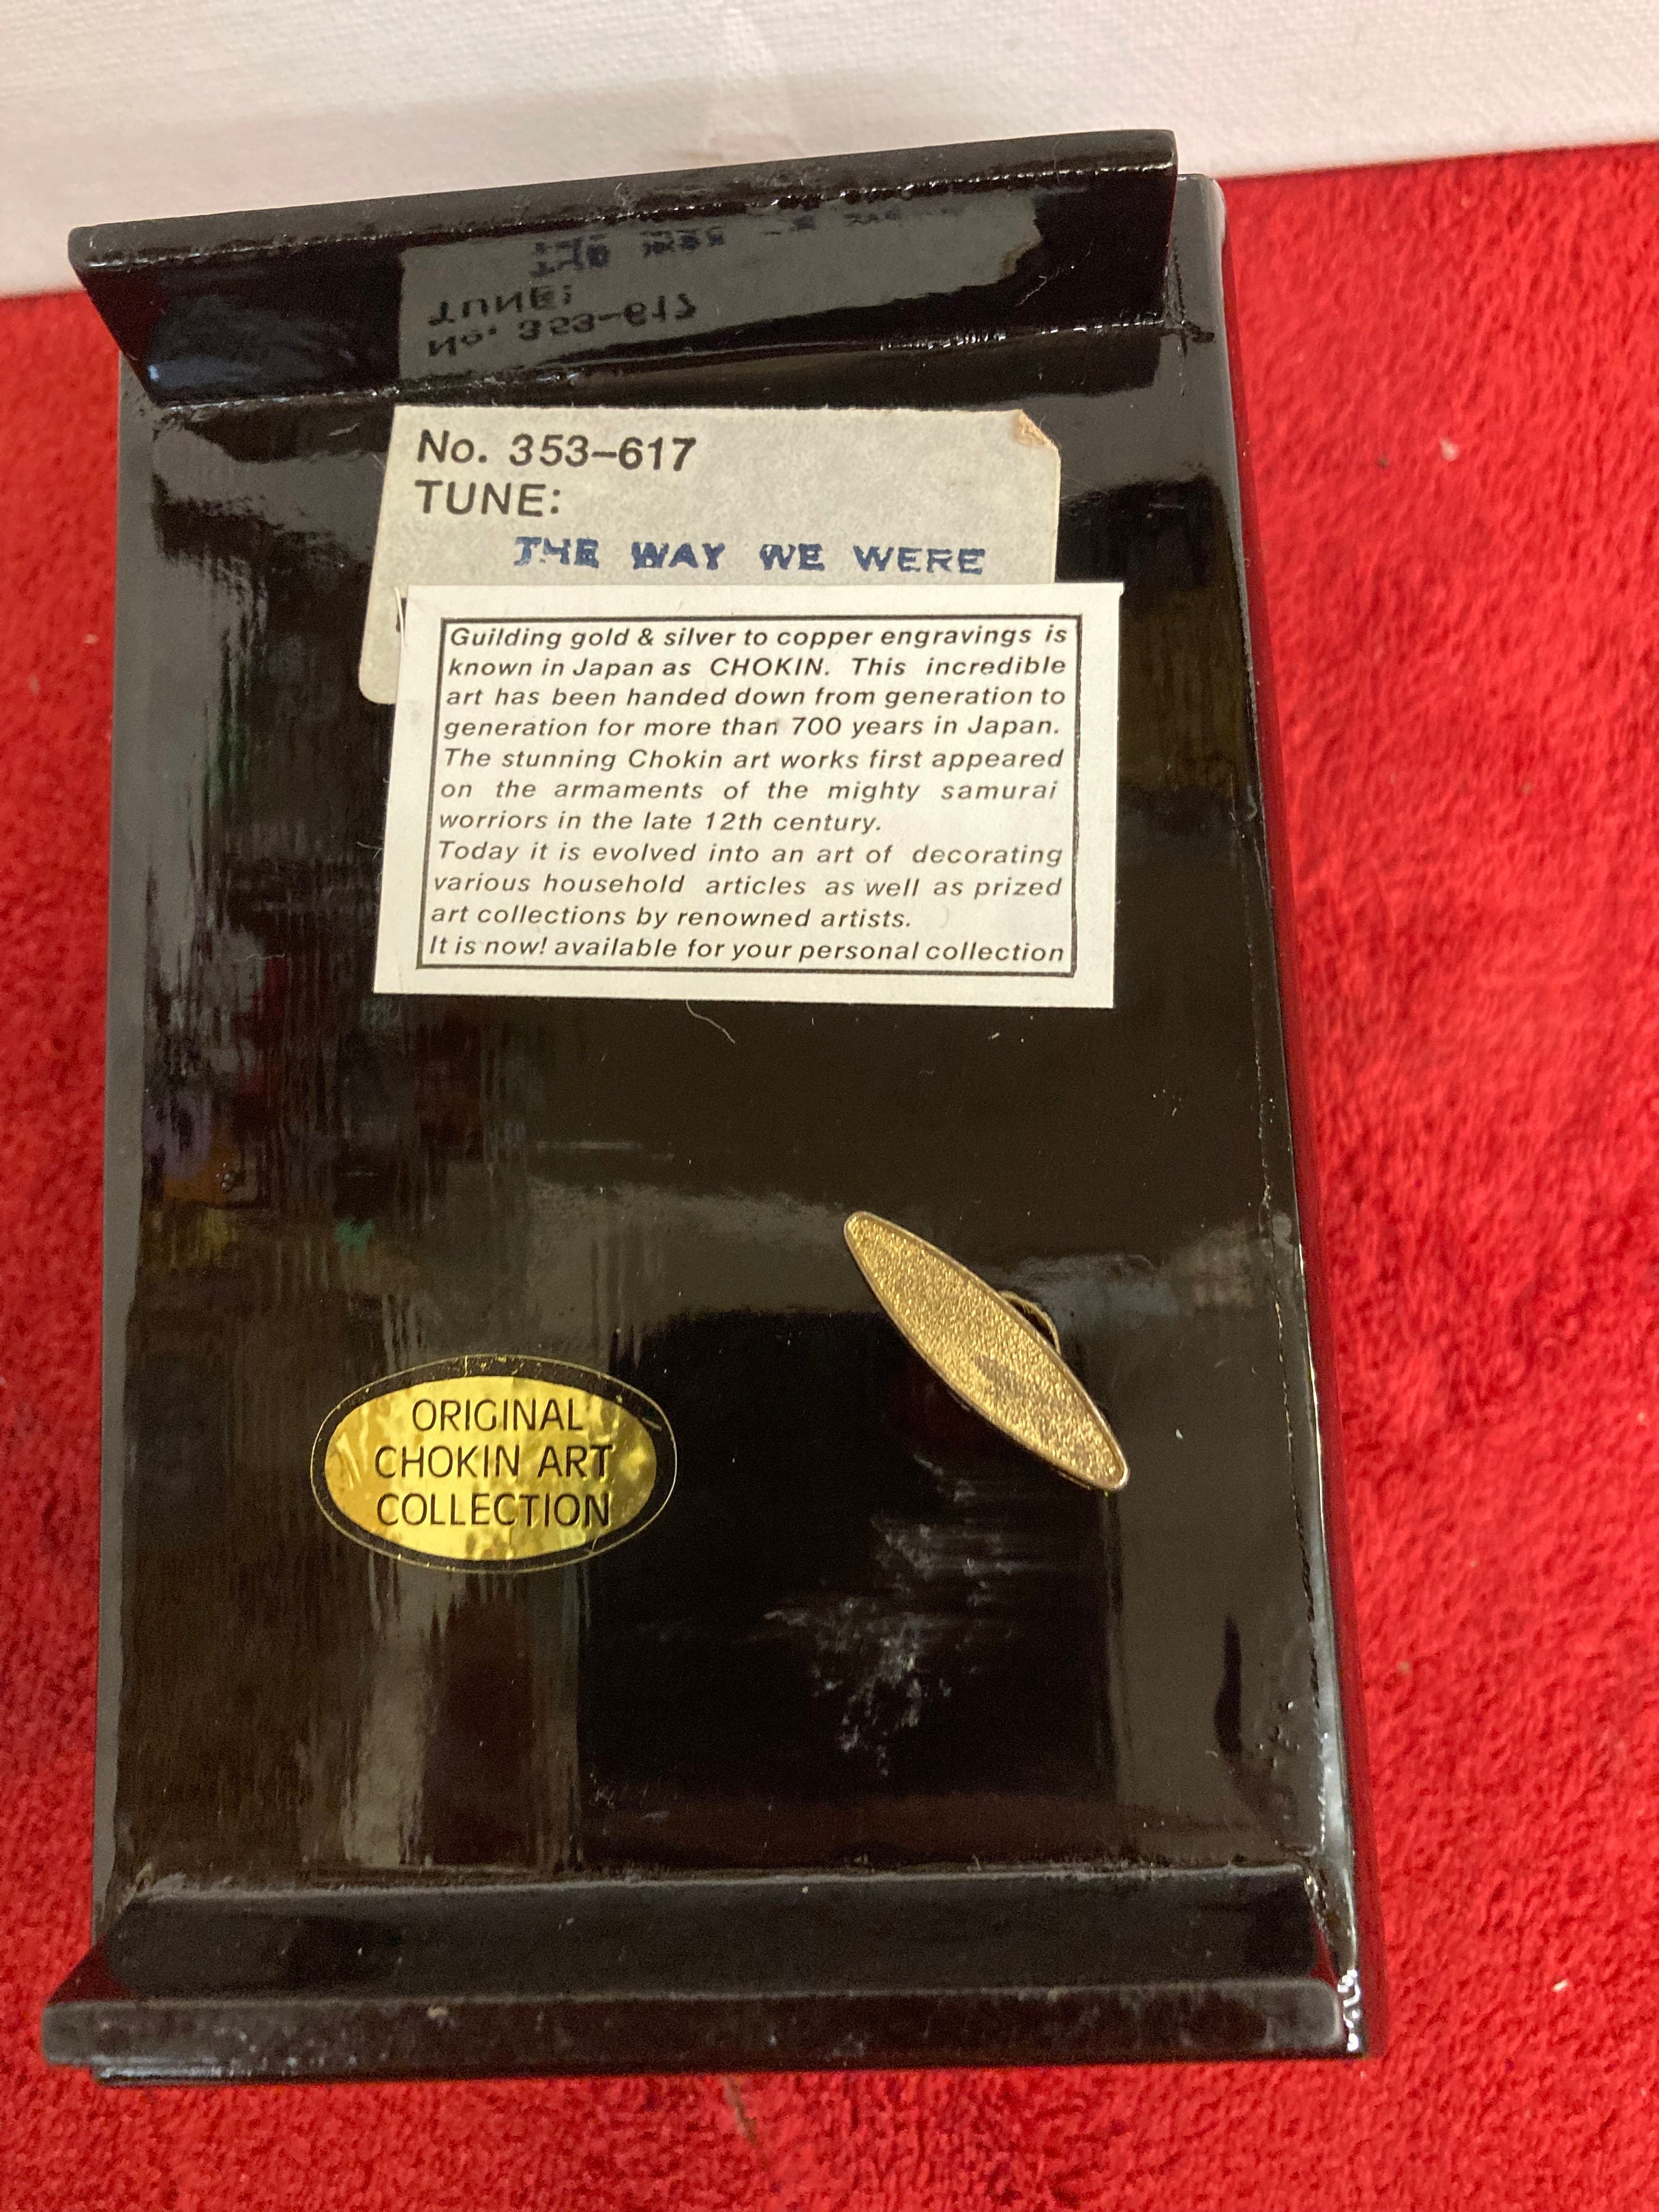 No. 353-617
TUNE:
THE WAY WE WERE
Guilding gold & silver to copper engravings is
known in Japan as CHOKIN. This incredible
art has been handed down from generation to
generation for more than 700 years in Japan.
The stunning Chokin art works first appeared
on the armaments of the mighty samurai
worriors in the late 12th century.
Today it is evolved into an art of decorating
various household articles as well as prized
art collections by renowned artists.
It is now! available for your personal collection
ORIGINAL
CHOKIN ART
COLLECTION